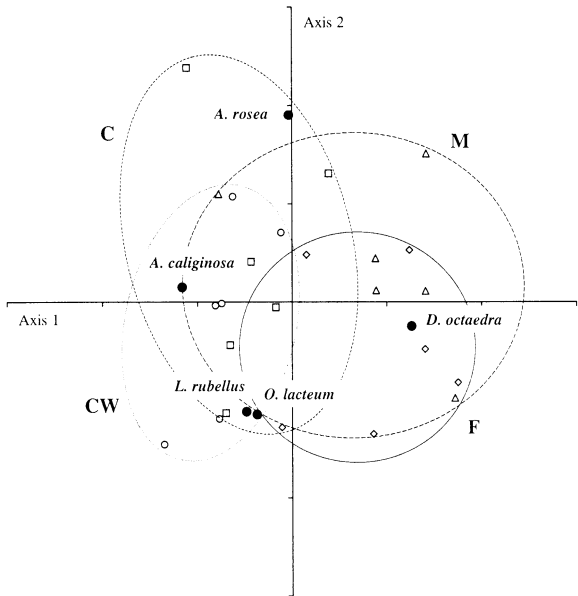 Axis 2
A. rosea
C
M
A. caliginosa
Axis 1
D. octaedra
L. rubellus
O. lacteum
CW
F